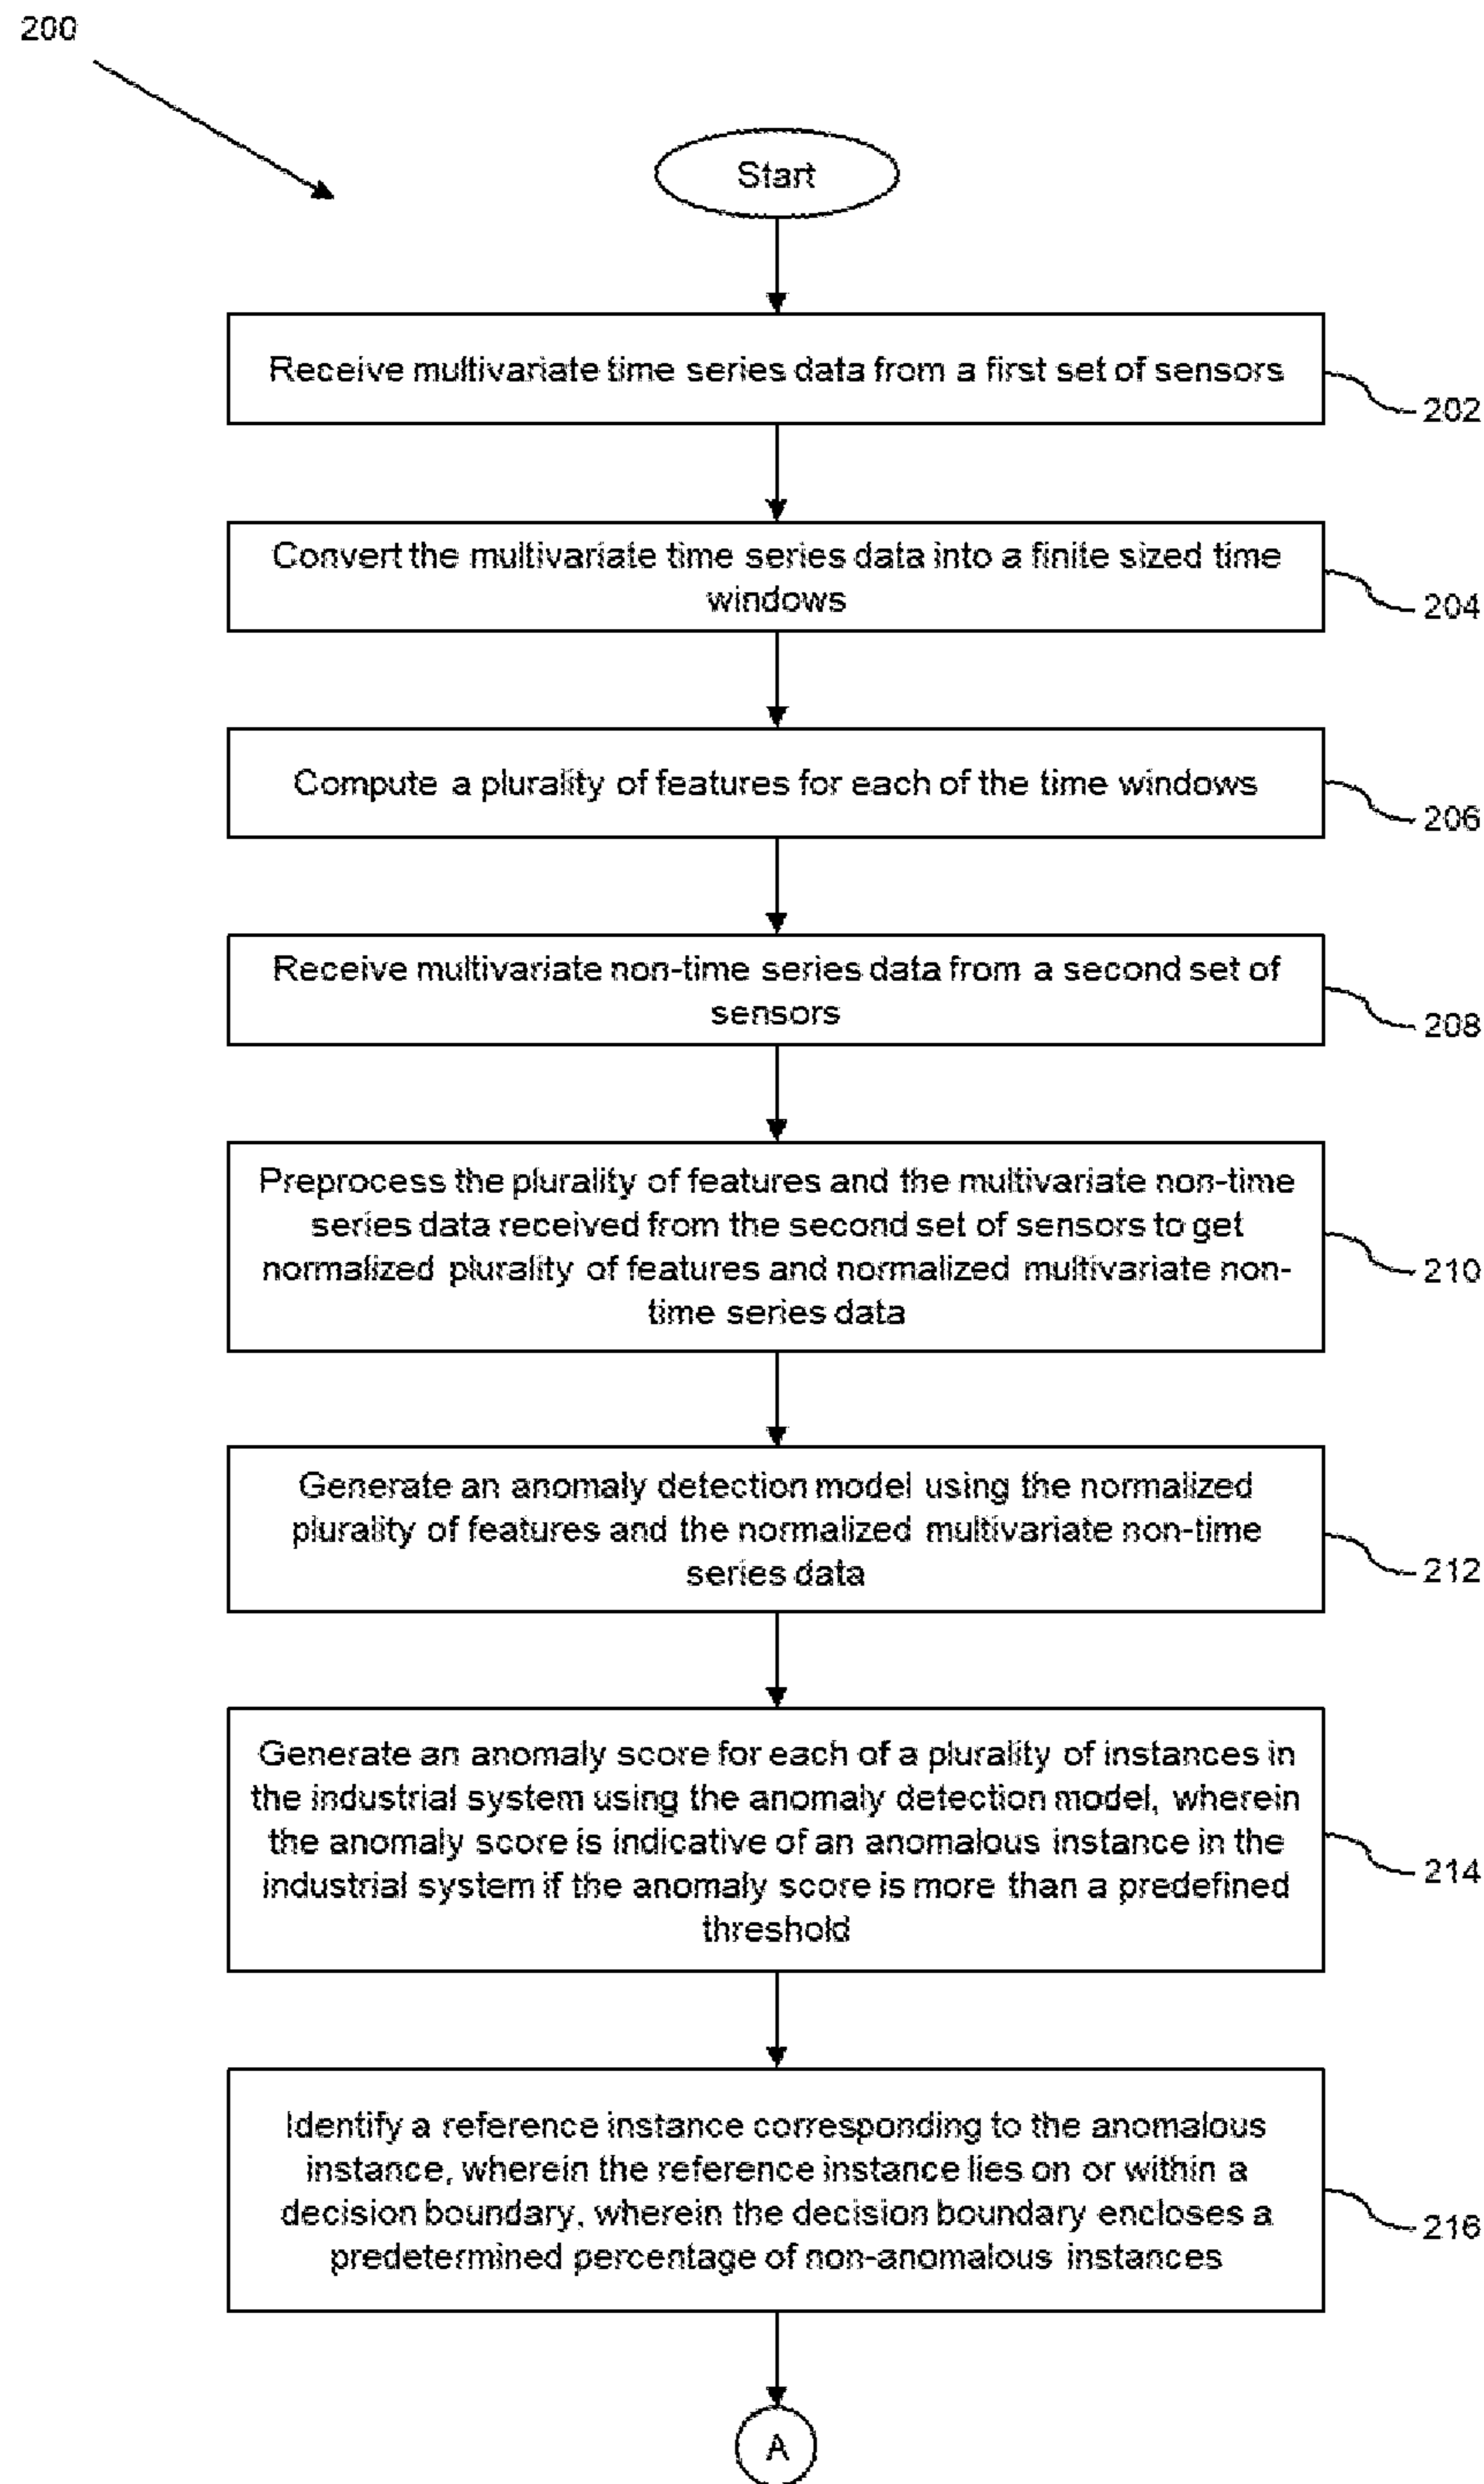 200
Start
Receive multivariate time series data from a first set of sensors
202
Convert the multivariate time series data into a finite sized time
windows
204
Compute a plurality of features for each of the time windows
206
Receive multivariate non-time series data from a second set of
sensors
208
Preprocess the plurality of features and the multivariate non-time
series data received from the second set of sensors to get
normalized plurality of features and normalized multivariate non-
time series data
210
Generate an anomaly detection model using the normalized
plurality of features and the normalized multivariate non-time
series data
212
Generate an anomaly score for each of a plurality of instances in
the industrial system using the anomaly detection model, wherein
the anomaly score is indicative of an anomalous instance in the
industrial system if the anomaly score is more than a predefined
threshold
214
Identify a reference instance corresponding to the anomalous
instance, wherein the reference instance lies on or within a
decision boundary, wherein the decision boundary encloses a
predetermined percentage of non-anomalous instances
216
A